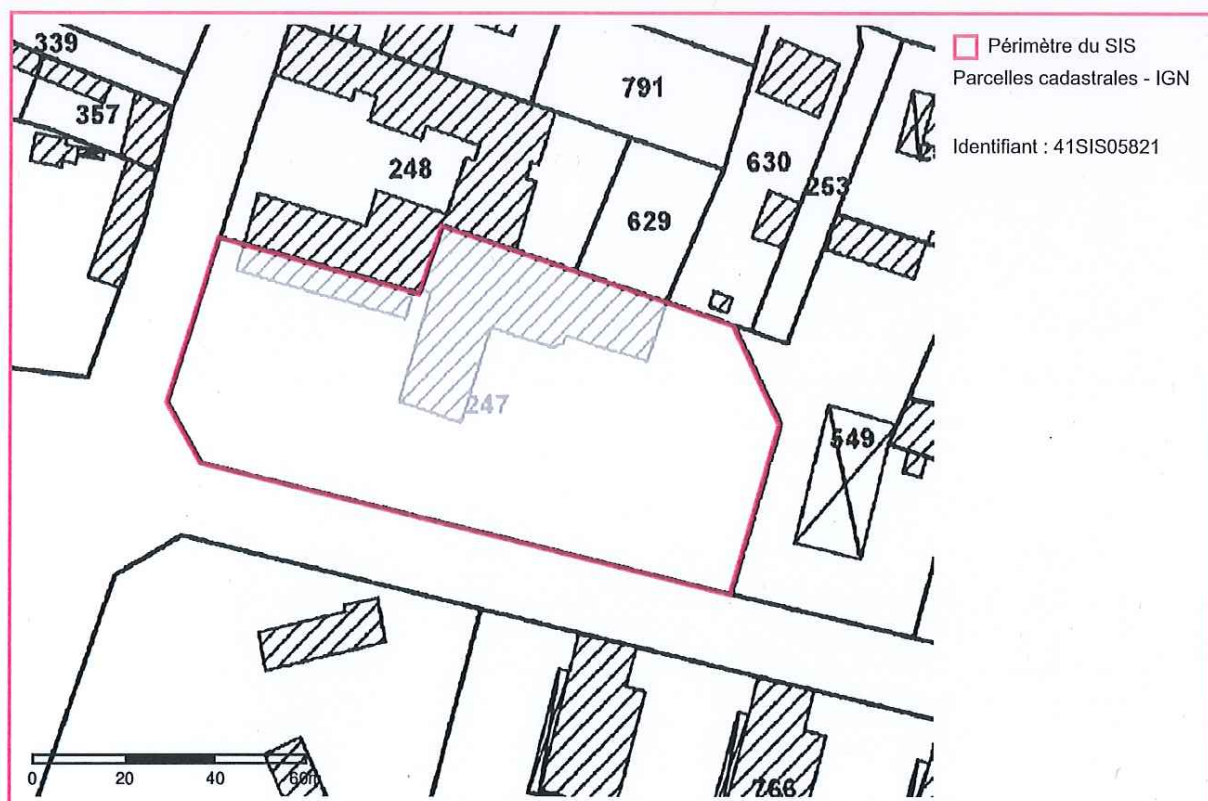 339
357
248
791
629
630
253
247
549
766
0 20 40 60m
Périmètre du SIS
Parcelles cadastrales - IGN
Identifiant : 41SIS05821